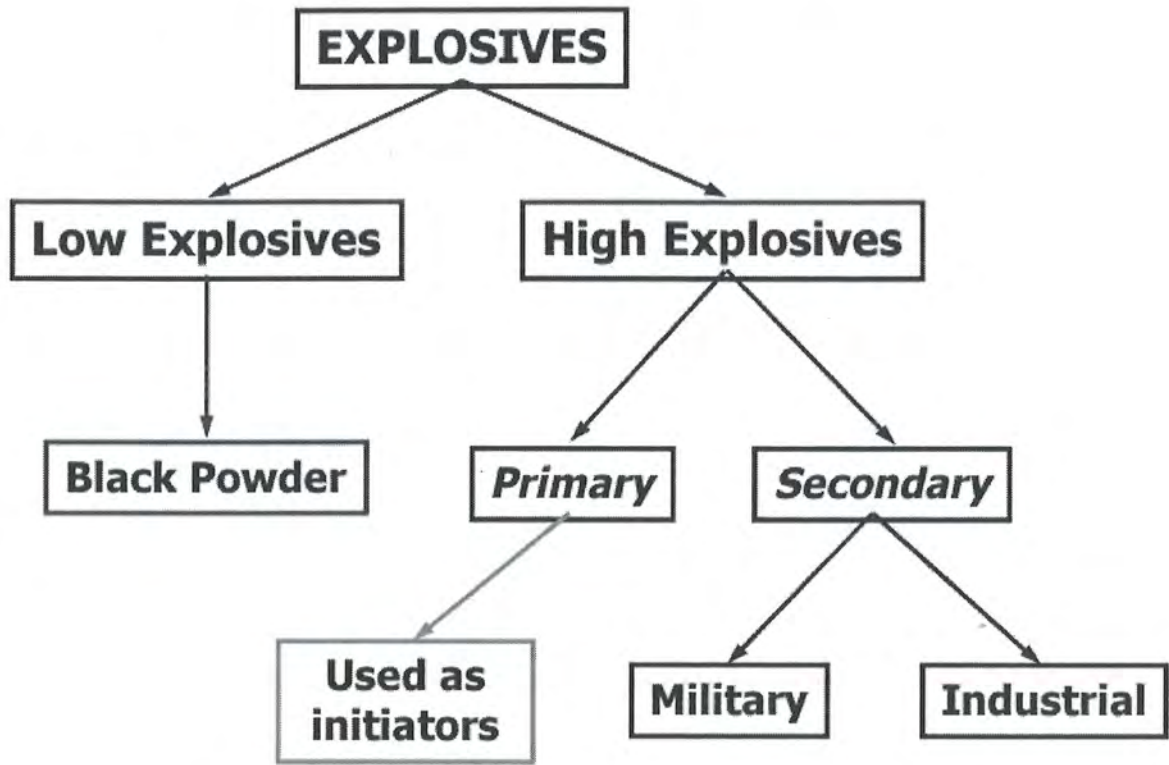 EXPLOSIVES
Low Explosives
High Explosives
Black Powder
Primary
Secondary
Used as
initiators
Military
Industrial